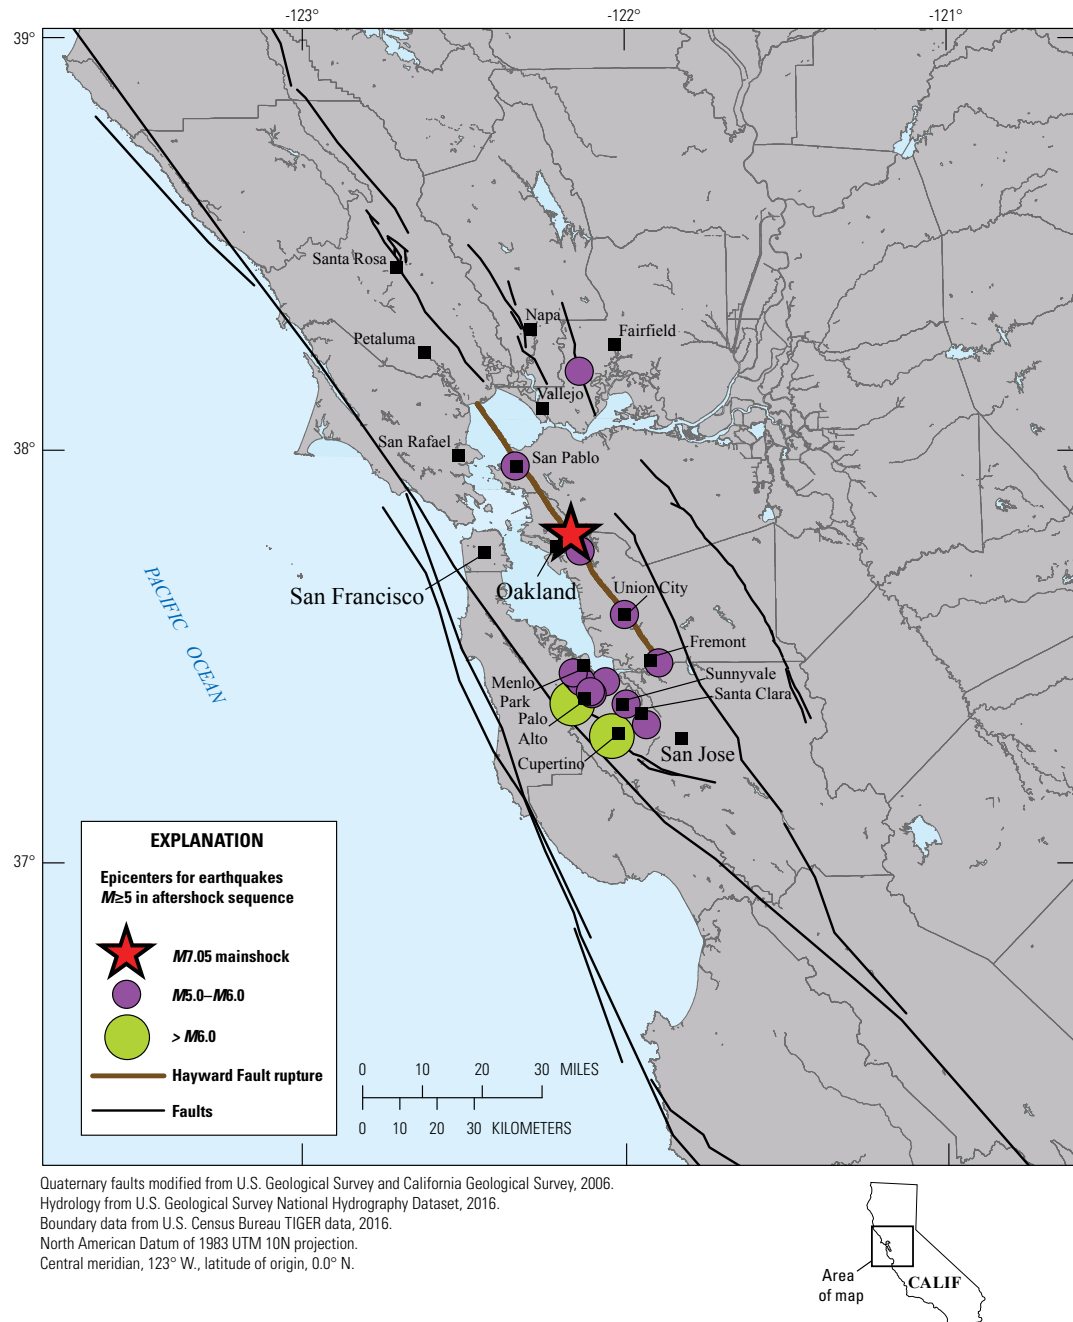 -123°
-122°
-121°
39°
38°
37°
Santa Rosa
Napa
Petaluma
Fairfield
Vallejo
San Rafael
San Pablo
Oakland
San Francisco
Union City
Fremont
Menlo
Park
Sunnyvale
Santa Clara
Palo
Alto
San Jose
Cupertino
PACIFIC OCEAN
EXPLANATION
Epicenters for earthquakes
M≥5 in aftershock sequence
M7.05 mainshock
M5.0–M6.0
> M6.0
Hayward Fault rupture
Faults
0 10 20 30 MILES
0 10 20 30 KILOMETERS
Quaternary faults modified from U.S. Geological Survey and California Geological Survey, 2006.
Hydrology from U.S. Geological Survey National Hydrography Dataset, 2016.
Boundary data from U.S. Census Bureau TIGER data, 2016.
North American Datum of 1983 UTM 10N projection.
Central meridian, 123° W., latitude of origin, 0.0° N.
Area
of map
CALIF